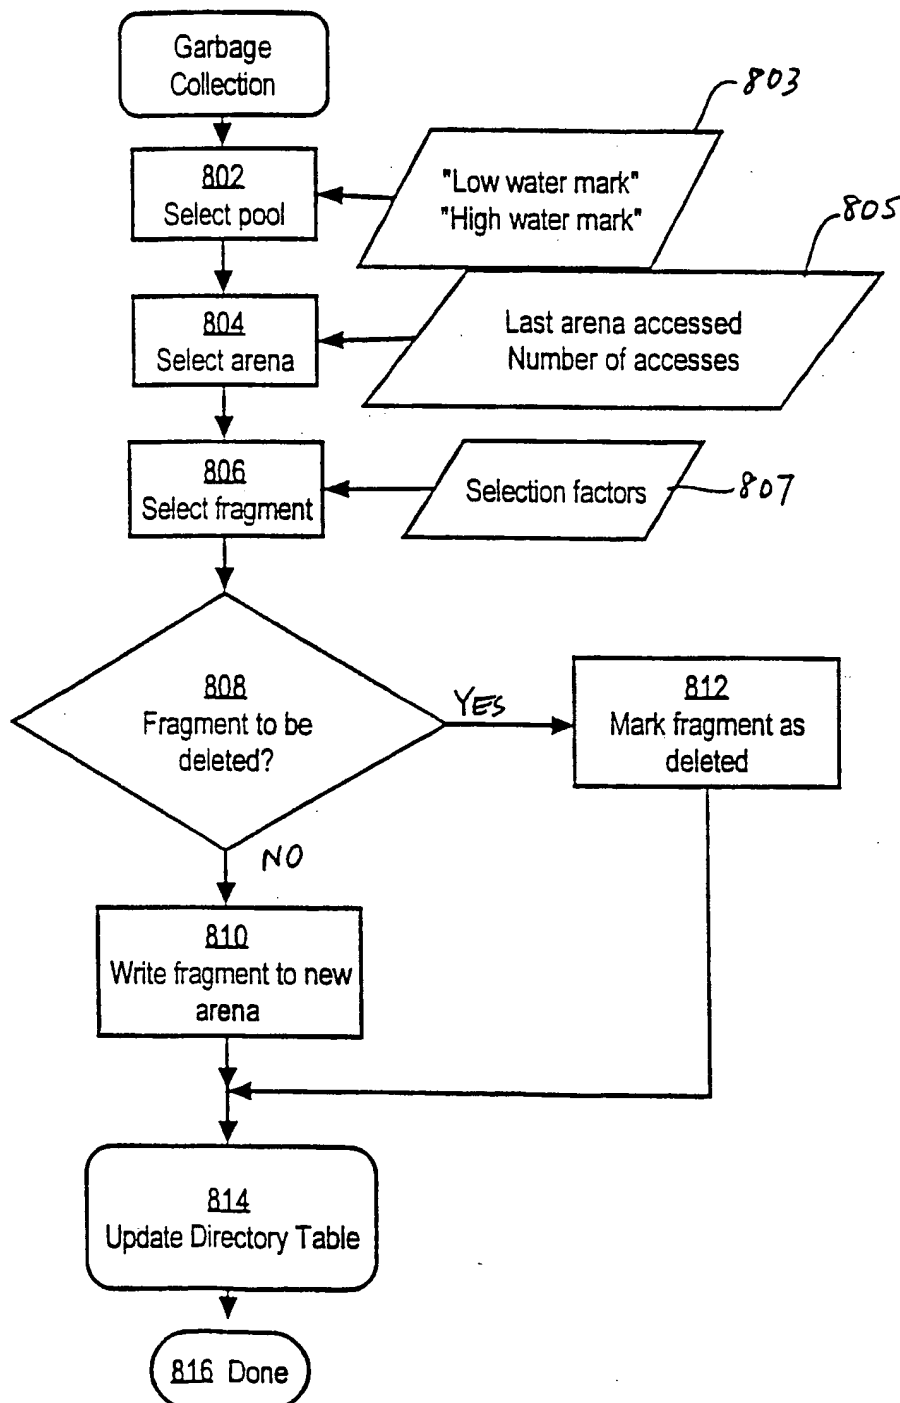 Garbage
Collection
803
802
Select pool
"Low water mark"
"High water mark"
805
804
Select arena
Last arena accessed
Number of accesses
806
Select fragment
Selection factors
807
808
Fragment to be
deleted?
YES
812
Mark fragment as
deleted
NO
810
Write fragment to new
arena
814
Update Directory Table
816 Done